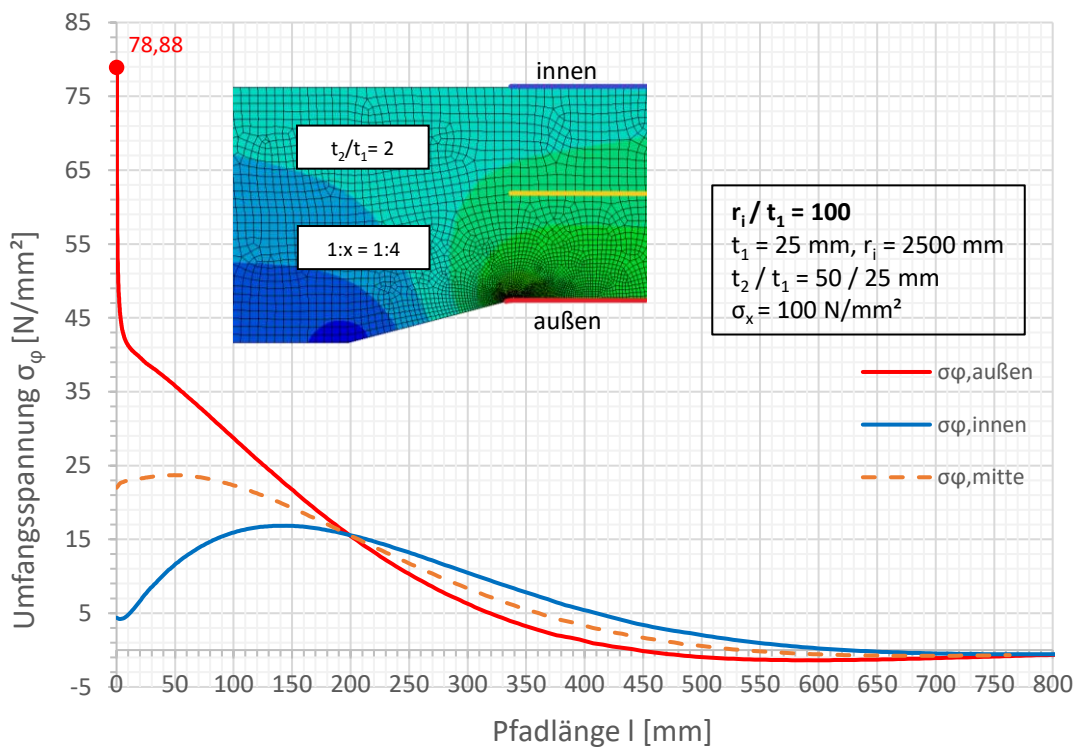 85
75
65
55
45
35
25
15
5
-5
Umfangsspannung σφ [N/mm²]
78,88
innen
t₂/t₁= 2
1:x = 1:4
außen
rᵢ / t₁ = 100
t₁ = 25 mm, rᵢ = 2500 mm
t₂ / t₁ = 50 / 25 mm
σₓ = 100 N/mm²
σφ,außen
σφ,innen
σφ,mitte
0 50 100 150 200 250 300 350 400 450 500 550 600 650 700 750 800
Pfadlänge l [mm]